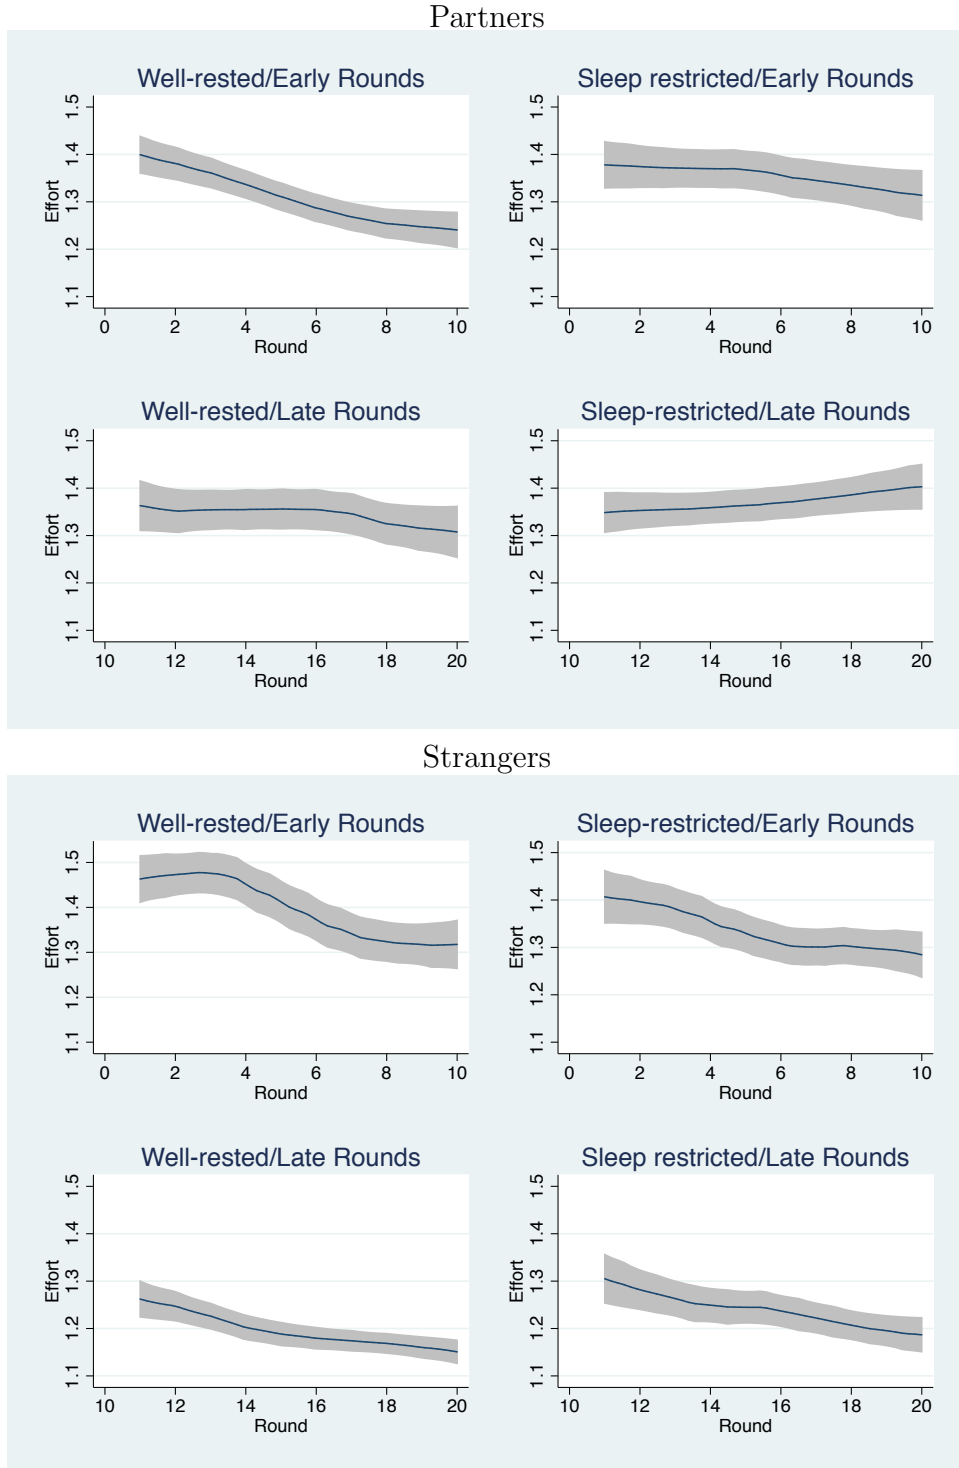 Partners
Well-rested/Early Rounds
Effort
1.1 1.2 1.3 1.4 1.5
0 2 4 6 8 10
Round
Sleep restricted/Early Rounds
Effort
1.1 1.2 1.3 1.4 1.5
0 2 4 6 8 10
Round
Well-rested/Late Rounds
Effort
1.1 1.2 1.3 1.4 1.5
10 12 14 16 18 20
Round
Sleep-restricted/Late Rounds
Effort
1.1 1.2 1.3 1.4 1.5
10 12 14 16 18 20
Round
Strangers
Well-rested/Early Rounds
Effort
1.1 1.2 1.3 1.4 1.5
0 2 4 6 8 10
Round
Sleep-restricted/Early Rounds
Effort
1.1 1.2 1.3 1.4 1.5
0 2 4 6 8 10
Round
Well-rested/Late Rounds
Effort
1.1 1.2 1.3 1.4 1.5
10 12 14 16 18 20
Round
Sleep restricted/Late Rounds
Effort
1.1 1.2 1.3 1.4 1.5
10 12 14 16 18 20
Round